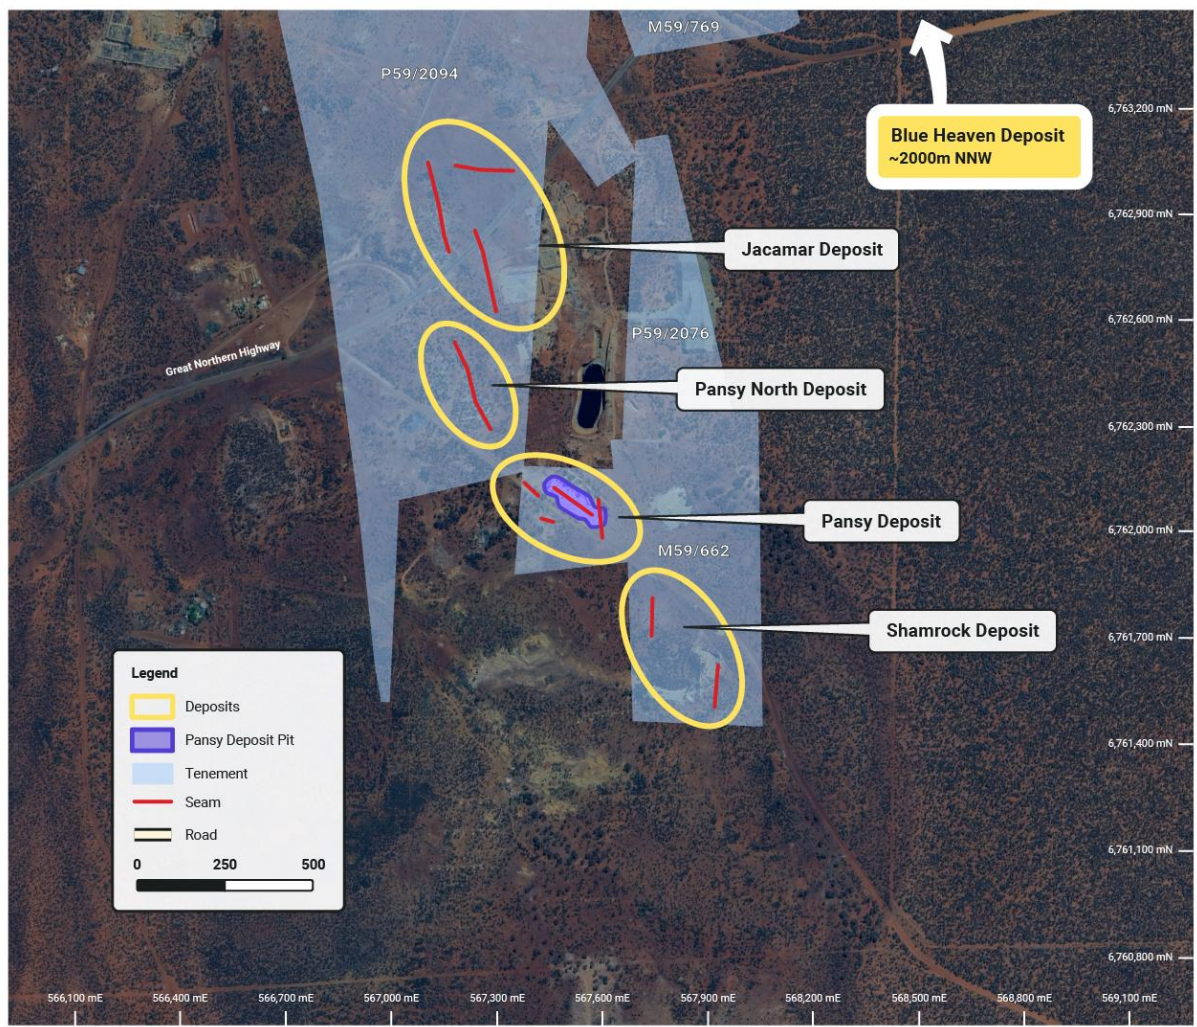 M59/769
P59/2094
6,763,200 mN
Blue Heaven Deposit
~2000m NNW
6,762,900 mN
Jacamar Deposit
6,762,600 mN
P59/2076
Great Northern Highway
Pansy North Deposit
6,762,300 mN
Pansy Deposit
6,762,000 mN
M59/662
Shamrock Deposit
6,761,700 mN
Legend
Deposits
Pansy Deposit Pit
Tenement
Seam
Road
0 250 500
6,761,400 mN
6,761,100 mN
6,760,800 mN
566,100 mE 566,400 mE 566,700 mE 567,000 mE 567,300 mE 567,600 mE 567,900 mE 568,200 mE 568,500 mE 568,800 mE 569,100 mE